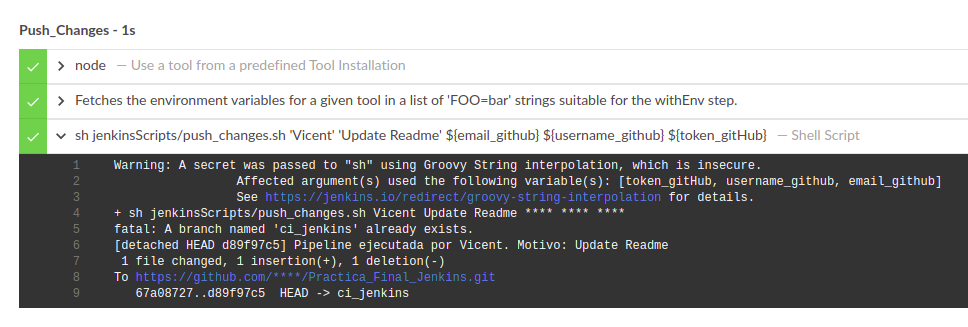 Push_Changes - 1s
node — Use a tool from a predefined Tool Installation
Fetches the environment variables for a given tool in a list of 'FOO=bar' strings suitable for the withEnv step.
sh jenkinsScripts/push_changes.sh 'Vicent' 'Update Readme' ${email_github} ${username_github} ${token_gitHub} — Shell Script
1 Warning: A secret was passed to "sh" using Groovy String interpolation, which is insecure.
2 Affected argument(s) used the following variable(s): [token_gitHub, username_github, email_github]
3 See https://jenkins.io/redirect/groovy-string-interpolation for details.
4 + sh jenkinsScripts/push_changes.sh Vicent Update Readme **** **** ****
5 fatal: A branch named 'ci_jenkins' already exists.
6 [detached HEAD d89f97c5] Pipeline ejecutada por Vicent. Motivo: Update Readme
7 1 file changed, 1 insertion(+), 1 deletion(-)
8 To https://github.com/****/Practica_Final_Jenkins.git
9 67a08727..d89f97c5 HEAD -> ci_jenkins